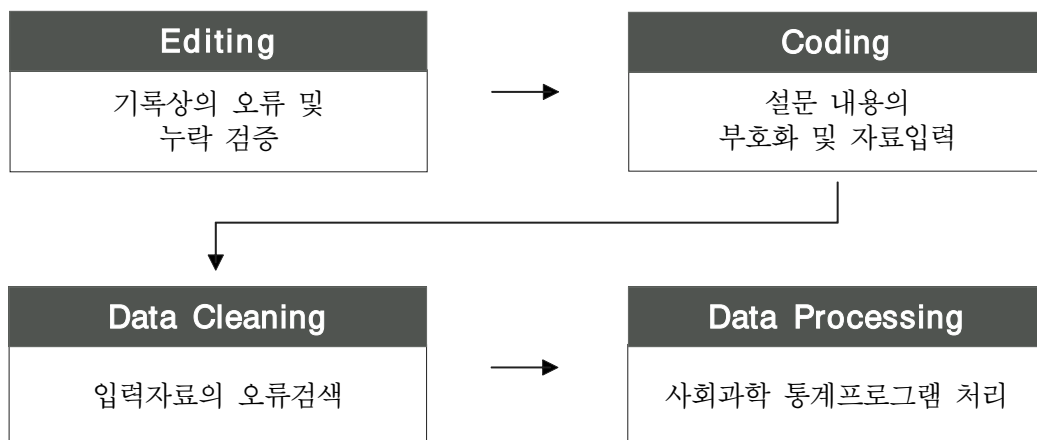 Editing
기록상의 오류 및
누락 검증
Coding
설문 내용의
부호화 및 자료입력
Data Cleaning
입력자료의 오류검색
Data Processing
사회과학 통계프로그램 처리